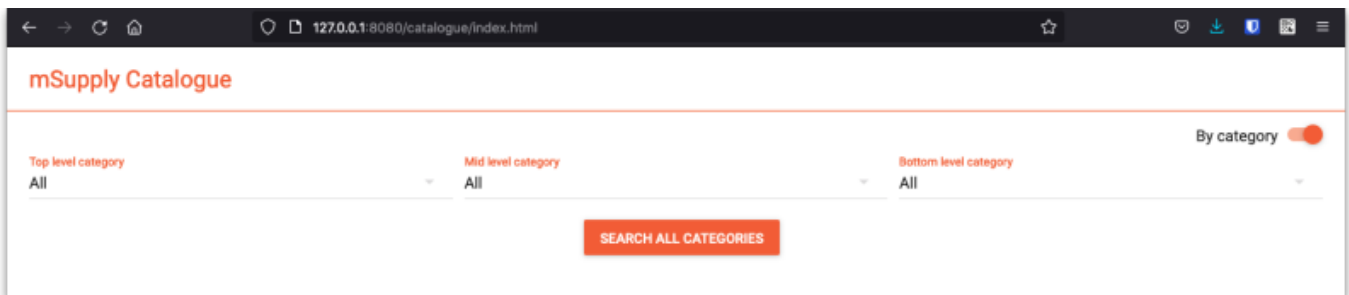 127.0.0.1:8080/catalogue/index.html
mSupply Catalogue
By category
Top level category Mid level category Bottom level category
All All All
SEARCH ALL CATEGORIES